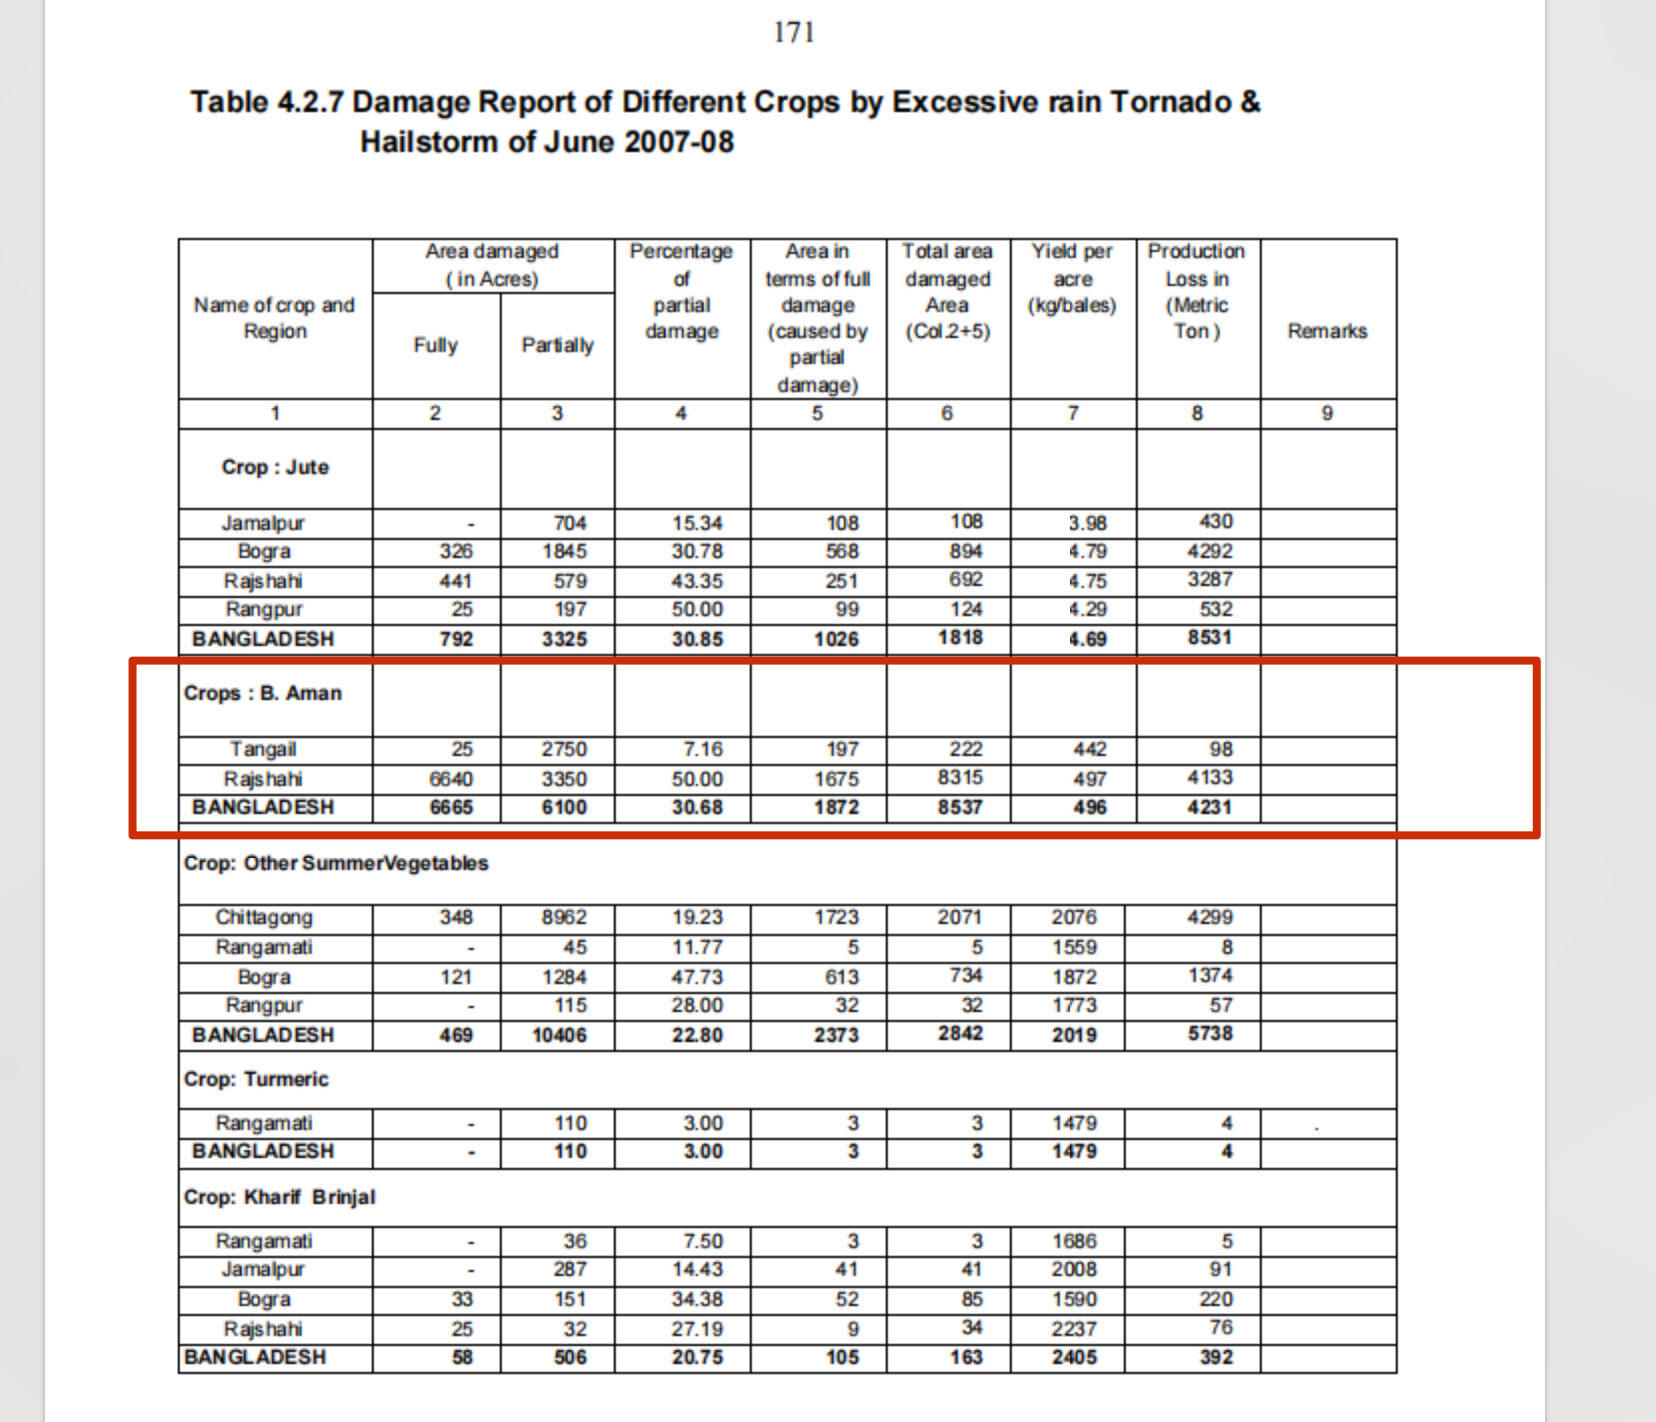 171
Table 4.2.7 Damage Report of Different Crops by Excessive rain Tornado &
Hailstorm of June 2007-08
Name of crop and Region | Area damaged ( in Acres) | Percentage of partial damage | Area in terms of full damage (caused by partial damage) | Total area damaged Area (Col.2+5) | Yield per acre (kg/bales) | Production Loss in (Metric Ton ) | Remarks
Fully | Partially
1 | 2 | 3 | 4 | 5 | 6 | 7 | 8 | 9
Crop : Jute
Jamalpur | - | 704 | 15.34 | 108 | 108 | 3.98 | 430
Bogra | 326 | 1845 | 30.78 | 568 | 894 | 4.79 | 4292
Rajshahi | 441 | 579 | 43.35 | 251 | 692 | 4.75 | 3287
Rangpur | 25 | 197 | 50.00 | 99 | 124 | 4.29 | 532
BANGLADESH | 792 | 3325 | 30.85 | 1026 | 1818 | 4.69 | 8531
Crops : B. Aman
Tangail | 25 | 2750 | 7.16 | 197 | 222 | 442 | 98
Rajshahi | 6640 | 3350 | 50.00 | 1675 | 8315 | 497 | 4133
BANGLADESH | 6665 | 6100 | 30.68 | 1872 | 8537 | 496 | 4231
Crop: Other SummerVegetables
Chittagong | 348 | 8962 | 19.23 | 1723 | 2071 | 2076 | 4299
Rangamati | - | 45 | 11.77 | 5 | 5 | 1559 | 8
Bogra | 121 | 1284 | 47.73 | 613 | 734 | 1872 | 1374
Rangpur | - | 115 | 28.00 | 32 | 32 | 1773 | 57
BANGLADESH | 469 | 10406 | 22.80 | 2373 | 2842 | 2019 | 5738
Crop: Turmeric
Rangamati | - | 110 | 3.00 | 3 | 3 | 1479 | 4 | .
BANGLADESH | - | 110 | 3.00 | 3 | 3 | 1479 | 4
Crop: Kharif Brinjal
Rangamati | - | 36 | 7.50 | 3 | 3 | 1686 | 5
Jamalpur | - | 287 | 14.43 | 41 | 41 | 2008 | 91
Bogra | 33 | 151 | 34.38 | 52 | 85 | 1590 | 220
Rajshahi | 25 | 32 | 27.19 | 9 | 34 | 2237 | 76
BANGLADESH | 58 | 506 | 20.75 | 105 | 163 | 2405 | 392